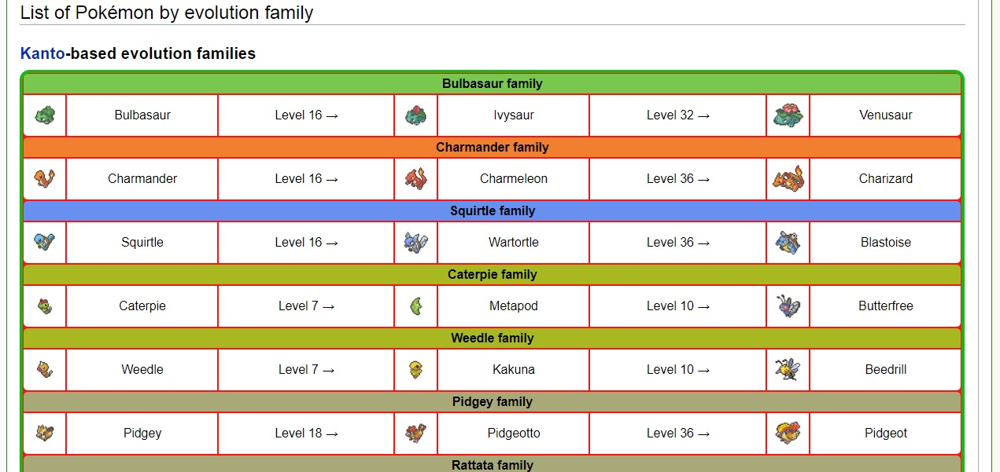 List of Pokémon by evolution family
Kanto-based evolution families
Bulbasaur family
Bulbasaur Level 16 → Ivysaur Level 32 → Venusaur
Charmander family
Charmander Level 16 → Charmeleon Level 36 → Charizard
Squirtle family
Squirtle Level 16 → Wartortle Level 36 → Blastoise
Caterpie family
Caterpie Level 7 → Metapod Level 10 → Butterfree
Weedle family
Weedle Level 7 → Kakuna Level 10 → Beedrill
Pidgey family
Pidgey Level 18 → Pidgeotto Level 36 → Pidgeot
Rattata family